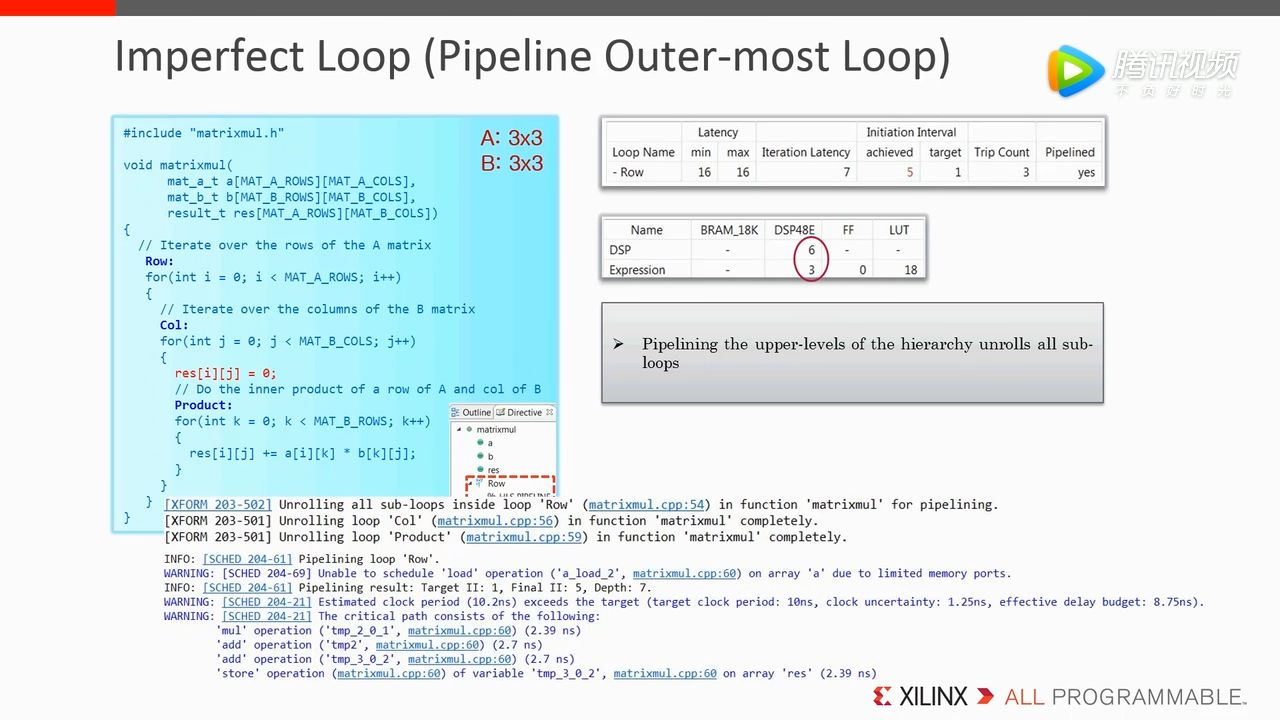 Imperfect Loop (Pipeline Outer-most Loop)
腾讯视频
不负好时光
#include "matrixmul.h"
A: 3x3
B: 3x3
void matrixmul(
mat_a_t a[MAT_A_ROWS][MAT_A_COLS],
mat_b_t b[MAT_B_ROWS][MAT_B_COLS],
result_t res[MAT_A_ROWS][MAT_B_COLS])
{
// Iterate over the rows of the A matrix
Row:
for(int i = 0; i < MAT_A_ROWS; i++)
{
// Iterate over the columns of the B matrix
Col:
for(int j = 0; j < MAT_B_COLS; j++)
{
res[i][j] = 0;
// Do the inner product of a row of A and col of B
Product:
for(int k = 0; k < MAT_B_ROWS; k++)
{
res[i][j] += a[i][k] * b[k][j];
}
}
}
}
Outline Directive
matrixmul
a
b
res
Row
Latency Initiation Interval
Loop Name min max Iteration Latency achieved target Trip Count Pipelined
- Row 16 16 7 5 1 3 yes
Name BRAM_18K DSP48E FF LUT
DSP - 6 - -
Expression - 3 0 18
Pipelining the upper-levels of the hierarchy unrolls all sub-
loops
[XFORM 203-502] Unrolling all sub-loops inside loop 'Row' (matrixmul.cpp:54) in function 'matrixmul' for pipelining.
[XFORM 203-501] Unrolling loop 'Col' (matrixmul.cpp:56) in function 'matrixmul' completely.
[XFORM 203-501] Unrolling loop 'Product' (matrixmul.cpp:59) in function 'matrixmul' completely.
INFO: [SCHED 204-61] Pipelining loop 'Row'.
WARNING: [SCHED 204-69] Unable to schedule 'load' operation ('a_load_2', matrixmul.cpp:60) on array 'a' due to limited memory ports.
INFO: [SCHED 204-61] Pipelining result: Target II: 1, Final II: 5, Depth: 7.
WARNING: [SCHED 204-21] Estimated clock period (10.2ns) exceeds the target (target clock period: 10ns, clock uncertainty: 1.25ns, effective delay budget: 8.75ns).
WARNING: [SCHED 204-21] The critical path consists of the following:
'mul' operation ('tmp_2_0_1', matrixmul.cpp:60) (2.39 ns)
'add' operation ('tmp2', matrixmul.cpp:60) (2.7 ns)
'add' operation ('tmp_3_0_2', matrixmul.cpp:60) (2.7 ns)
'store' operation (matrixmul.cpp:60) of variable 'tmp_3_0_2', matrixmul.cpp:60 on array 'res' (2.39 ns)
XILINX ALL PROGRAMMABLE™